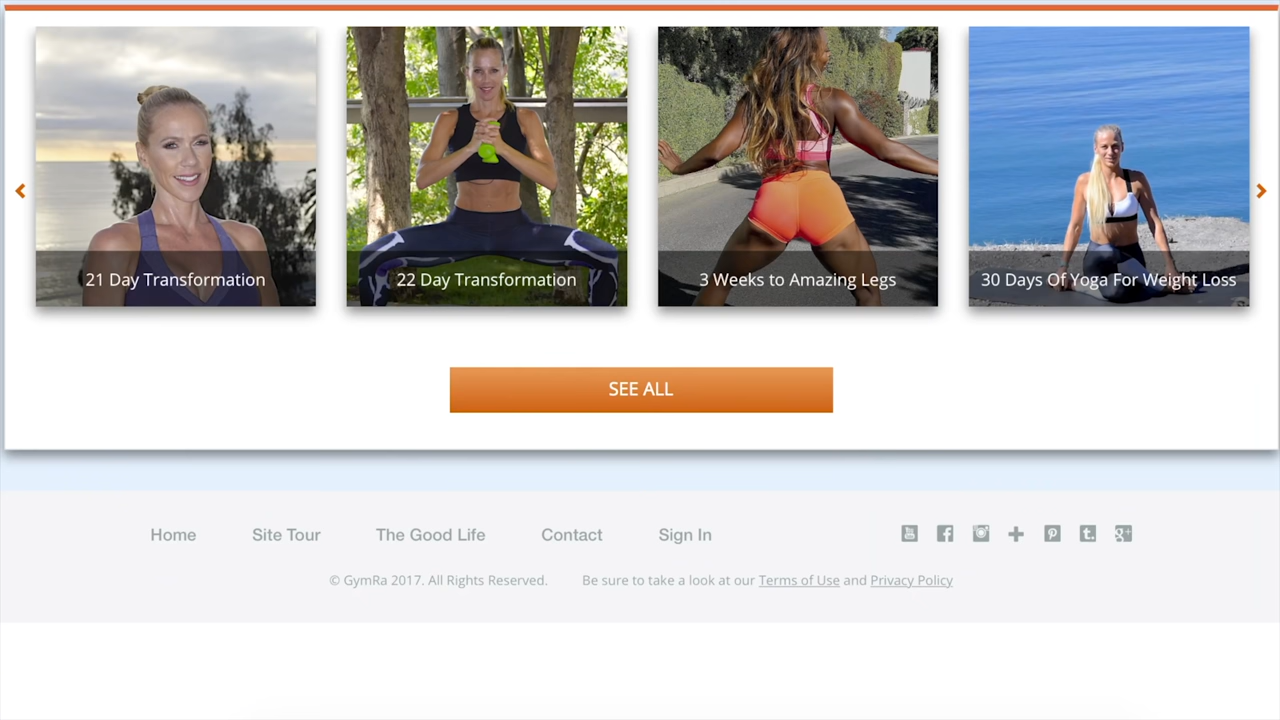 21 Day Transformation
22 Day Transformation
3 Weeks to Amazing Legs
30 Days Of Yoga For Weight Loss
SEE ALL
Home
Site Tour
The Good Life
Contact
Sign In
© GymRa 2017. All Rights Reserved.
Be sure to take a look at our Terms of Use and Privacy Policy